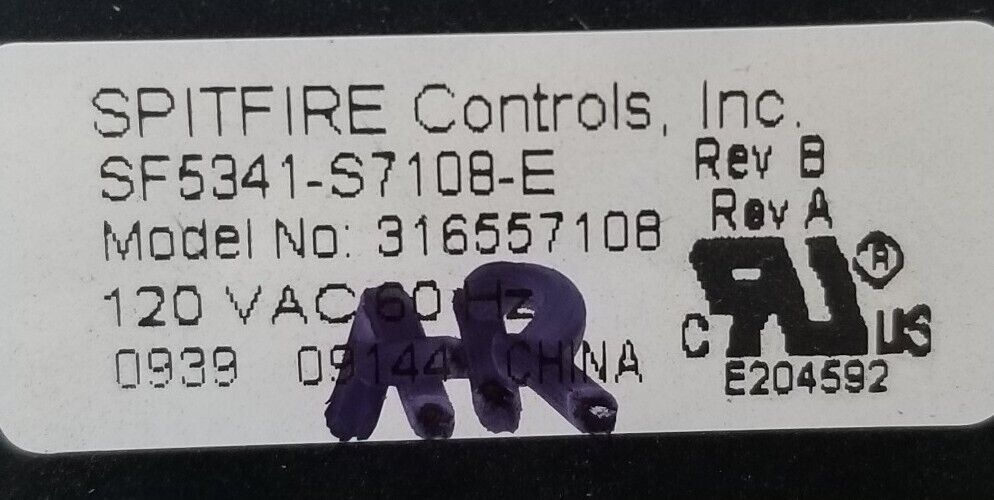 SPITFIRE Controls, Inc.
SF5341-S7108-E Rev B
Rev A
Model No: 316557108
120 VAC 60 Hz
C RU ® US
0939 09144 CHINA
E204592
AR